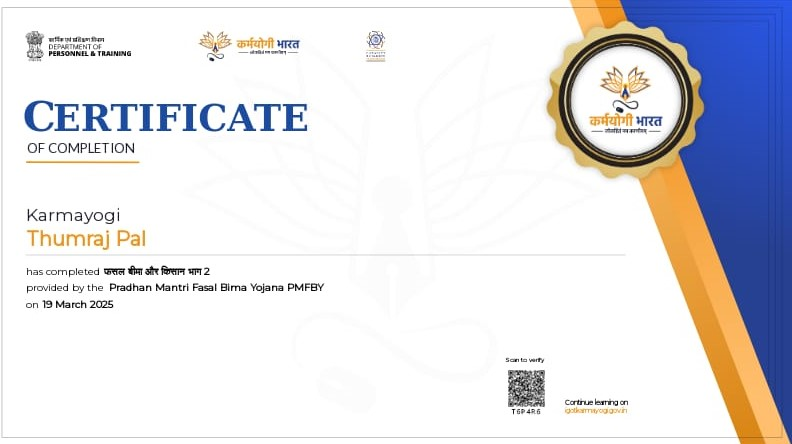 कार्मिक एवं प्रशिक्षण विभाग
DEPARTMENT OF
PERSONNEL & TRAINING
कर्मयोगी भारत
कर्मयोगी भारत
CERTIFICATE
OF COMPLETION
Karmayogi
Thumraj Pal
has completed फसल बीमा और किसान भाग 2
provided by the Pradhan Mantri Fasal Bima Yojana PMFBY
on 19 March 2025
Scan to verify
T6P4R6
Continue learning on
igotkarmayogi.gov.in